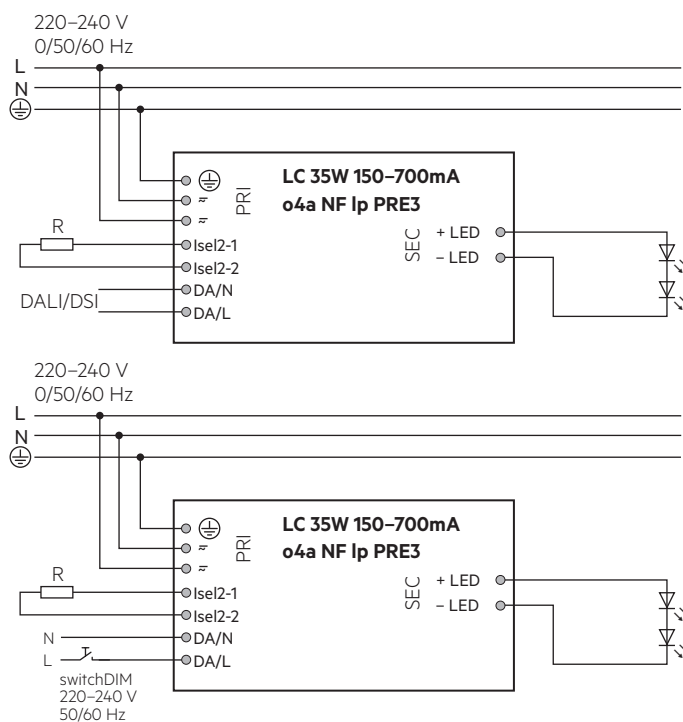 220–240 V
0/50/60 Hz
L
N
LC 35W 150–700mA
o4a NF lp PRE3
PRI
R
Isel2-1
Isel2-2
DALI/DSI
DA/N
DA/L
SEC
+ LED
– LED
220–240 V
0/50/60 Hz
L
N
LC 35W 150–700mA
o4a NF lp PRE3
PRI
R
Isel2-1
Isel2-2
N
DA/N
L
DA/L
switchDIM
220–240 V
50/60 Hz
SEC
+ LED
– LED